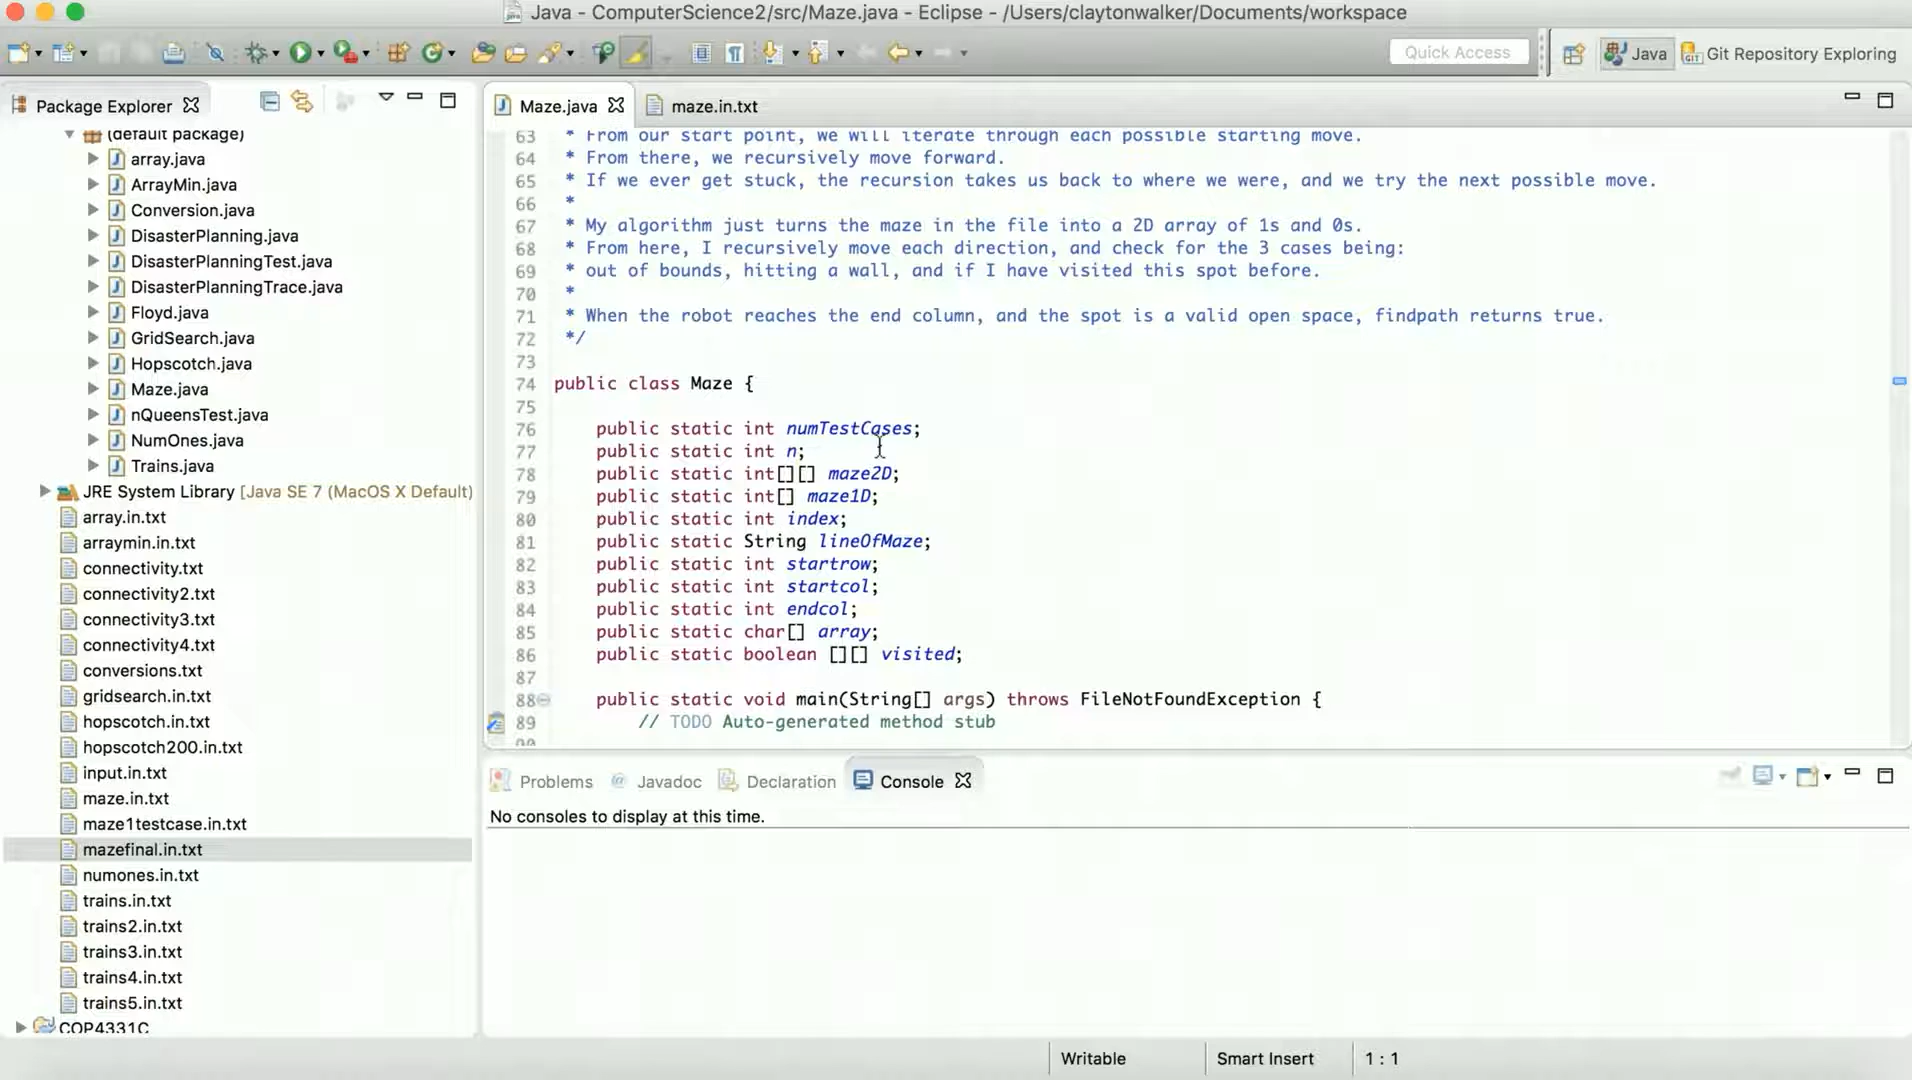 Java - ComputerScience2/src/Maze.java - Eclipse - /Users/claytonwalker/Documents/workspace
Quick Access
Java
Git Repository Exploring
Package Explorer
(default package)
array.java
ArrayMin.java
Conversion.java
DisasterPlanning.java
DisasterPlanningTest.java
DisasterPlanningTrace.java
Floyd.java
GridSearch.java
Hopscotch.java
Maze.java
nQueensTest.java
NumOnes.java
Trains.java
JRE System Library [Java SE 7 (MacOS X Default)
array.in.txt
arraymin.in.txt
connectivity.txt
connectivity2.txt
connectivity3.txt
connectivity4.txt
conversions.txt
gridsearch.in.txt
hopscotch.in.txt
hopscotch200.in.txt
input.in.txt
maze.in.txt
maze1testcase.in.txt
mazefinal.in.txt
numones.in.txt
trains.in.txt
trains2.in.txt
trains3.in.txt
trains4.in.txt
trains5.in.txt
COP4331C
Maze.java
maze.in.txt
63 * From our start point, we will iterate through each possible starting move.
64 * From there, we recursively move forward.
65 * If we ever get stuck, the recursion takes us back to where we were, and we try the next possible move.
66 *
67 * My algorithm just turns the maze in the file into a 2D array of 1s and 0s.
68 * From here, I recursively move each direction, and check for the 3 cases being:
69 * out of bounds, hitting a wall, and if I have visited this spot before.
70 *
71 * When the robot reaches the end column, and the spot is a valid open space, findpath returns true.
72 */
73
74 public class Maze {
75
76 public static int numTestCases;
77 public static int n;
78 public static int[][] maze2D;
79 public static int[] maze1D;
80 public static int index;
81 public static String lineOfMaze;
82 public static int startrow;
83 public static int startcol;
84 public static int endcol;
85 public static char[] array;
86 public static boolean [][] visited;
87
88 public static void main(String[] args) throws FileNotFoundException {
89 // TODO Auto-generated method stub
90
Problems
@ Javadoc
Declaration
Console
No consoles to display at this time.
Writable
Smart Insert
1 : 1